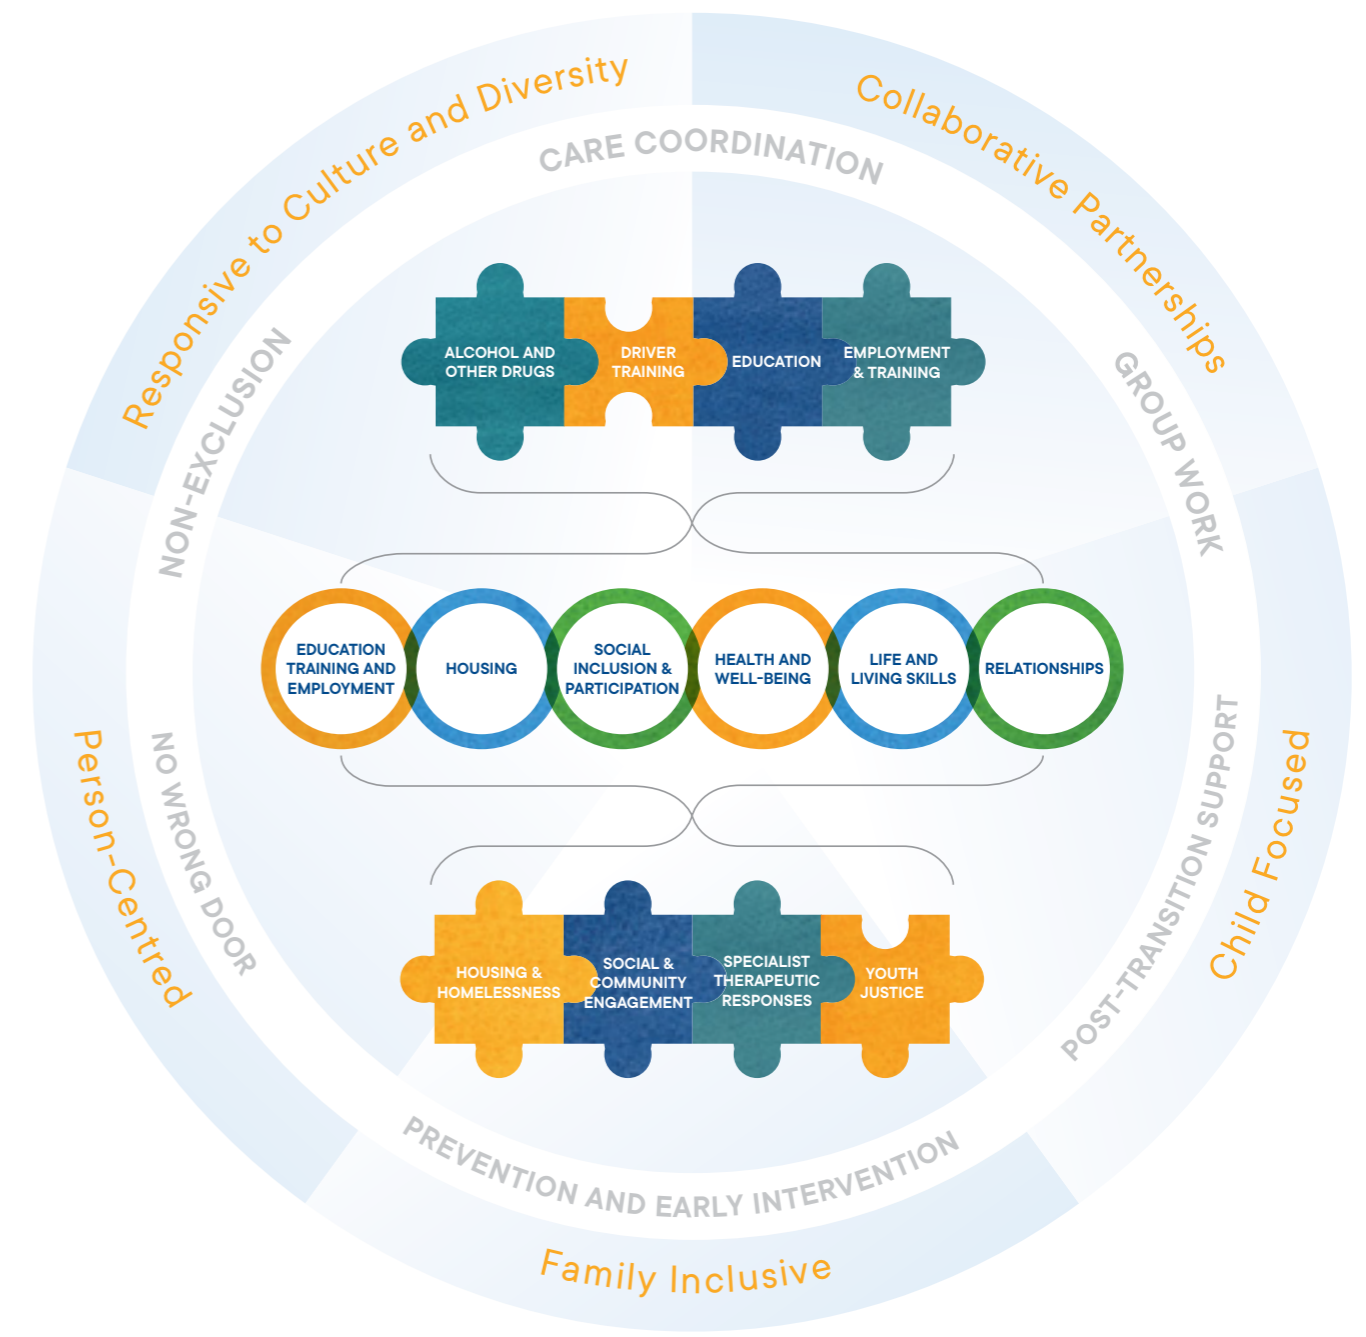 Responsive to Culture and Diversity
Collaborative Partnerships
CARE COORDINATION
NON-EXCLUSION
GROUP WORK
ALCOHOL AND
OTHER DRUGS
DRIVER
TRAINING
EDUCATION
EMPLOYMENT
& TRAINING
EDUCATION
TRAINING AND
EMPLOYMENT
HOUSING
SOCIAL
INCLUSION &
PARTICIPATION
HEALTH AND
WELL-BEING
LIFE AND
LIVING SKILLS
RELATIONSHIPS
Person-Centred
NO WRONG DOOR
POST-TRANSITION SUPPORT
Child Focused
HOUSING &
HOMELESSNESS
SOCIAL &
COMMUNITY
ENGAGEMENT
SPECIALIST
THERAPEUTIC
RESPONSES
YOUTH
JUSTICE
PREVENTION AND EARLY INTERVENTION
Family Inclusive